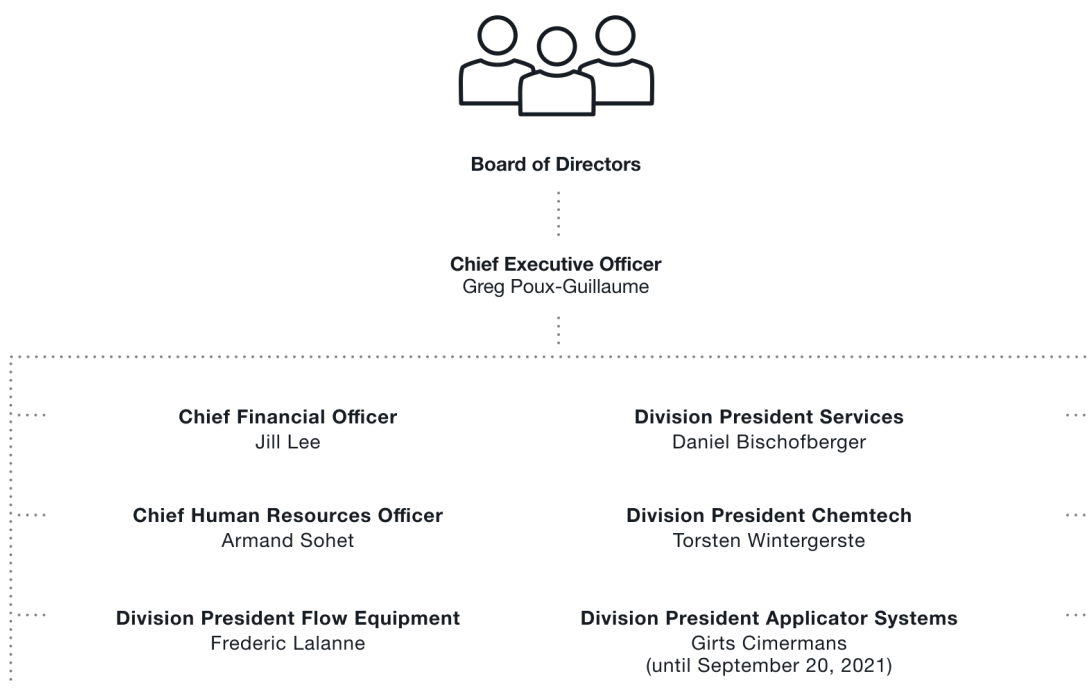 Board of Directors
Chief Executive Officer
Greg Poux-Guillaume
Chief Financial Officer
Jill Lee
Division President Services
Daniel Bischofberger
Chief Human Resources Officer
Armand Sohet
Division President Chemtech
Torsten Wintergerste
Division President Flow Equipment
Frederic Lalanne
Division President Applicator Systems
Girts Cimermans
(until September 20, 2021)